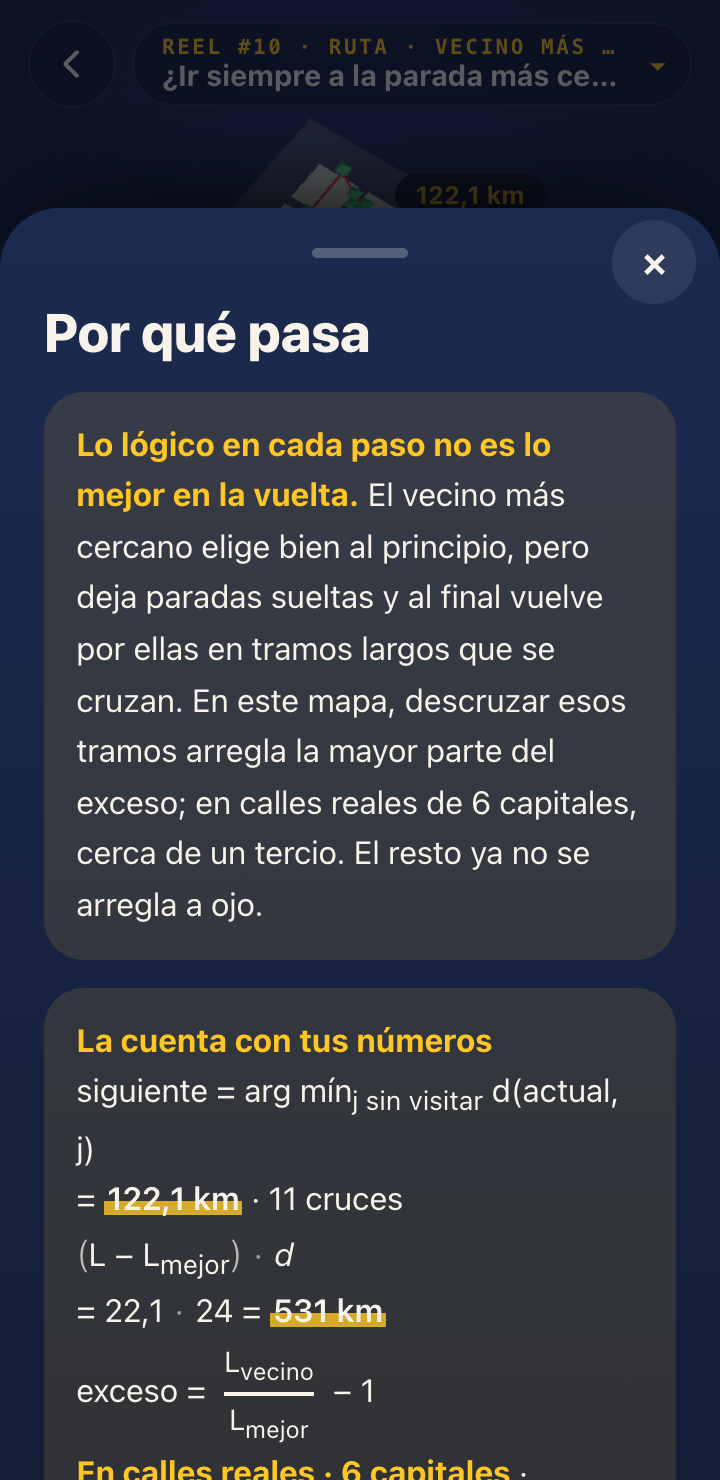 REEL #10 · RUTA · VECINO MÁS …
¿Ir siempre a la parada más ce...
122,1 km
×
Por qué pasa
Lo lógico en cada paso no es lo
mejor en la vuelta. El vecino más
cercano elige bien al principio, pero
deja paradas sueltas y al final vuelve
por ellas en tramos largos que se
cruzan. En este mapa, descruzar esos
tramos arregla la mayor parte del
exceso; en calles reales de 6 capitales,
cerca de un tercio. El resto ya no se
arregla a ojo.
La cuenta con tus números
siguiente = arg mín j sin visitar d(actual,
j)
= 122,1 km · 11 cruces
(L – Lmejor) · d
= 22,1 · 24 = 531 km
exceso = Lvecino / Lmejor – 1
En calles reales · 6 capitales ·